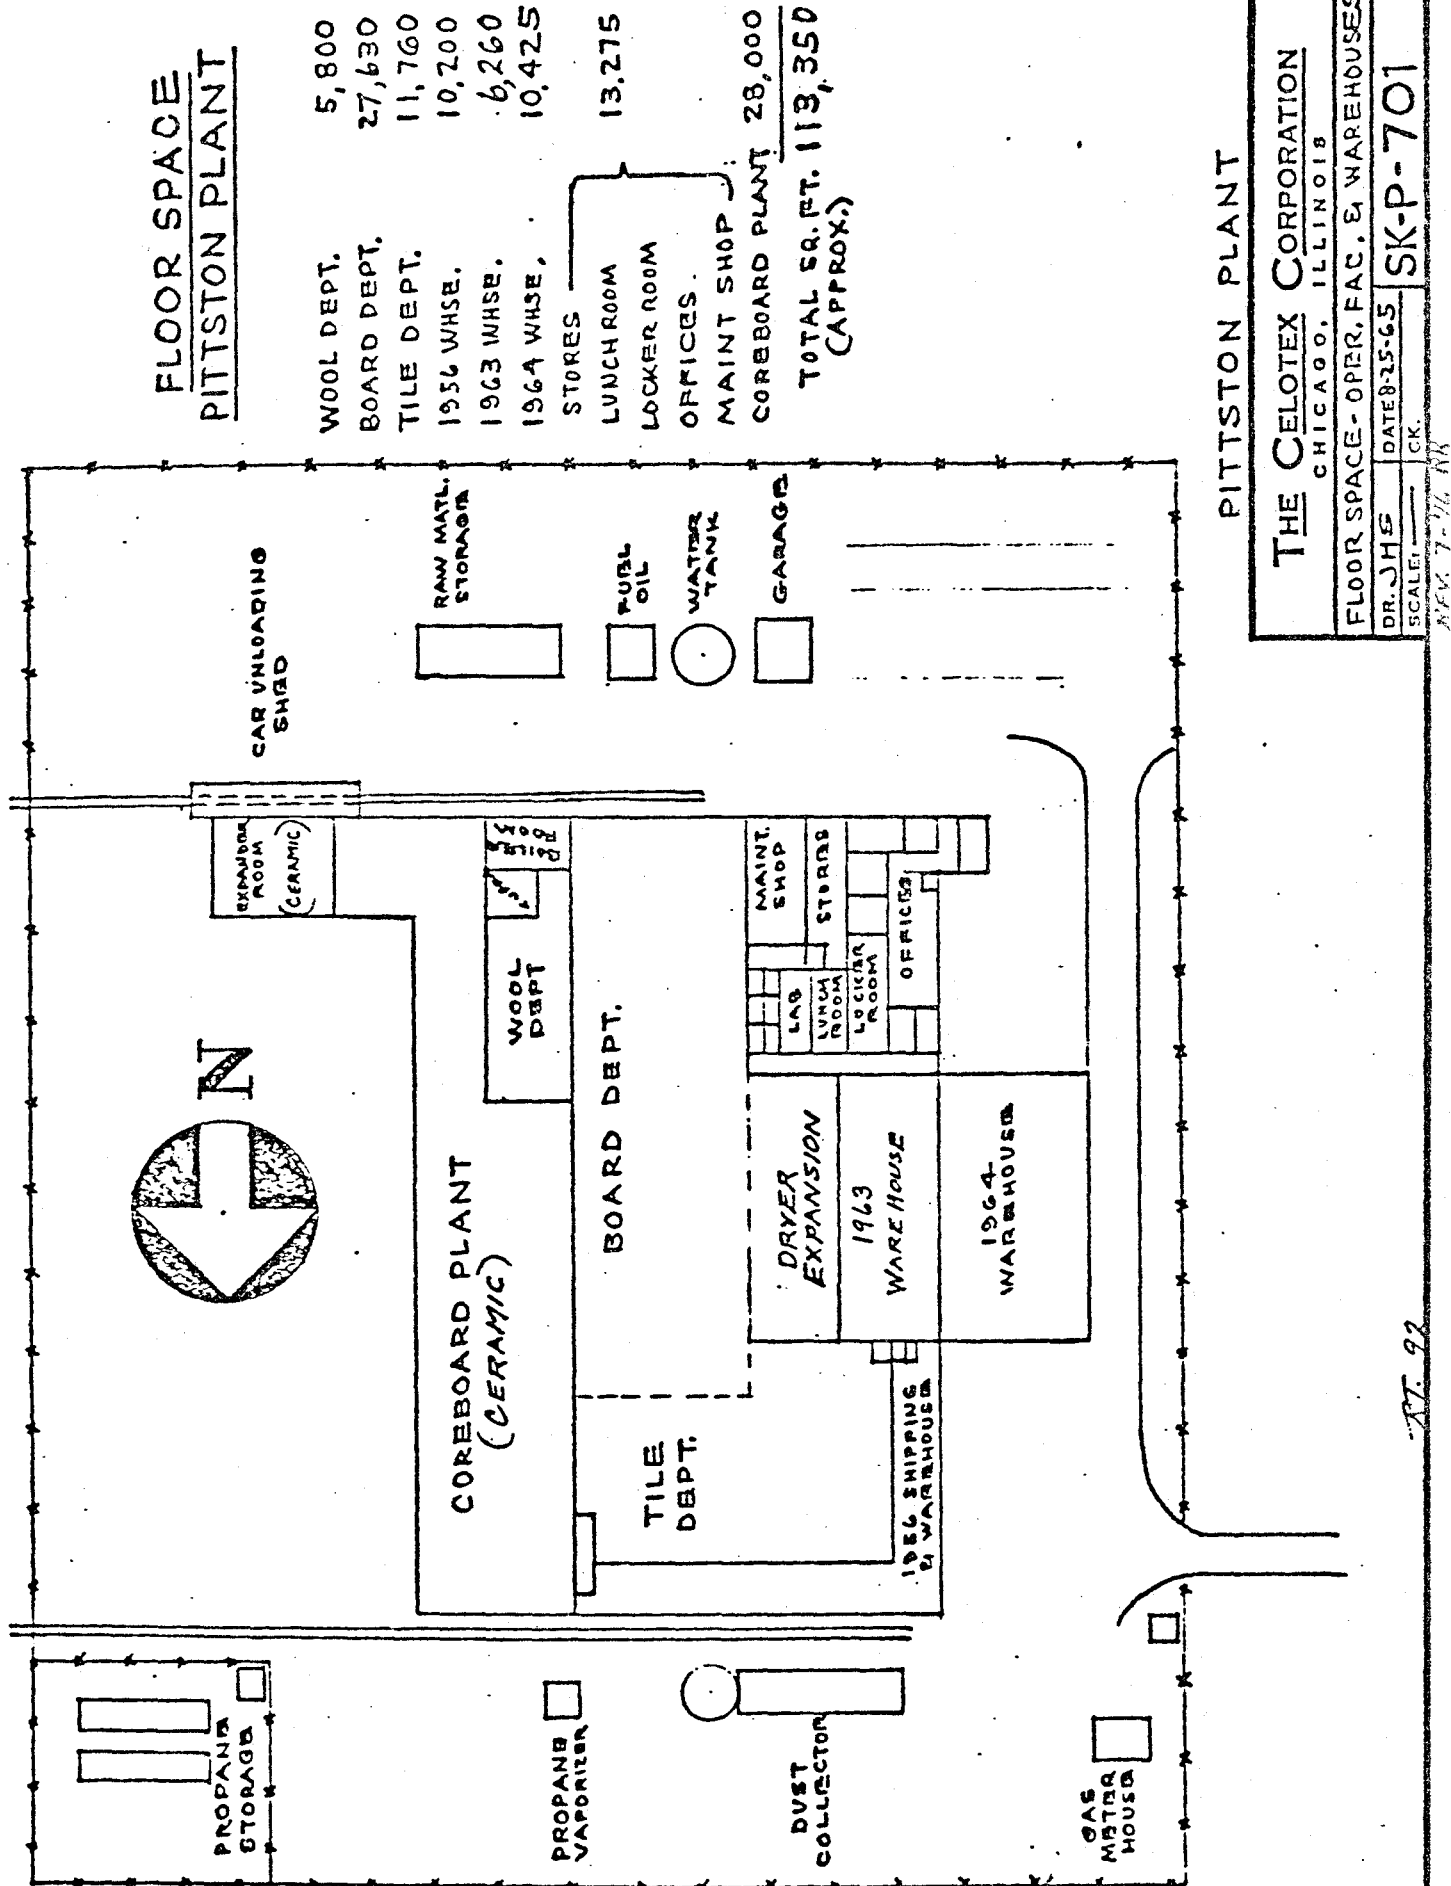 FLOOR SPACE
PITTSTON PLANT
WOOL DEPT. 5,800
BOARD DEPT. 27,630
TILE DEPT. 11,760
1956 WHSE. 10,200
1963 WHSE. 6,260
1964 WHSE. 10,425
STORES
LUNCH ROOM 13,275
LOCKER ROOM
OFFICES.
MAINT SHOP
COREBOARD PLANT 28,000
TOTAL SQ. FT. 113,350
(APPROX.)
CAR UNLOADING
SHED
RAW MATL.
STORAGE
FUEL
OIL
WATER
TANK
GARAGE
EXPANDER
ROOM
(CERAMIC)
N
WOOL
DEPT
COREBOARD PLANT
(CERAMIC)
BOARD DEPT.
MAINT.
SHOP
STORES
LAB
LUNCH
ROOM
LOCKER
ROOM
OFFICES
DRYER
EXPANSION
1963
WAREHOUSE
1964
WAREHOUSE
TILE
DEPT.
1956 SHIPPING
& WAREHOUSE
PROPANE
STORAGE
PROPANE
VAPORIZER
DUST
COLLECTOR
GAS
METER
HOUSE
RT. 92
PITTSTON PLANT
THE CELOTEX CORPORATION
CHICAGO, ILLINOIS
FLOOR SPACE - OPER. FAC. & WAREHOUSES
DR. JHS DATE 8-25-65 SK-P-701
SCALE: CK.